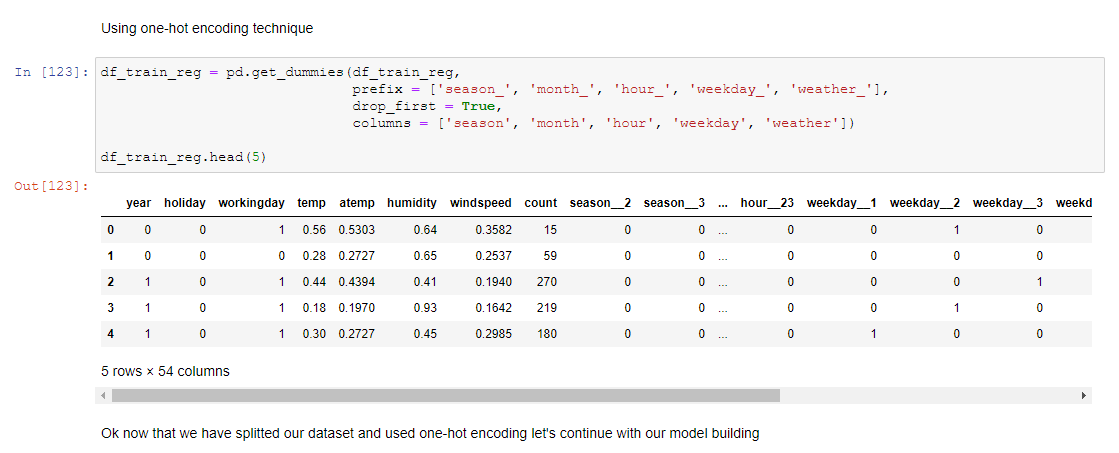 Using one-hot encoding technique
In [123]: df_train_reg = pd.get_dummies(df_train_reg,
prefix = ['season_', 'month_', 'hour_', 'weekday_', 'weather_'],
drop_first = True,
columns = ['season', 'month', 'hour', 'weekday', 'weather'])
df_train_reg.head(5)
Out[123]:
year holiday workingday temp atemp humidity windspeed count season__2 season__3 ... hour__23 weekday__1 weekday__2 weekday__3 weekd
0 0 0 1 0.56 0.5303 0.64 0.3582 15 0 0 ... 0 0 1 0
1 0 0 0 0.28 0.2727 0.65 0.2537 59 0 0 ... 0 0 0 0
2 1 0 1 0.44 0.4394 0.41 0.1940 270 0 0 ... 0 0 0 1
3 1 0 1 0.18 0.1970 0.93 0.1642 219 0 0 ... 0 0 1 0
4 1 0 1 0.30 0.2727 0.45 0.2985 180 0 0 ... 0 1 0 0
5 rows × 54 columns
Ok now that we have splitted our dataset and used one-hot encoding let's continue with our model building